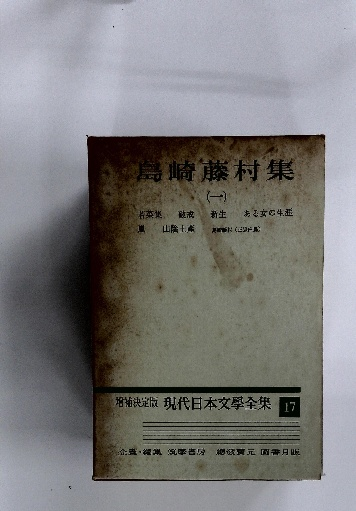 島崎藤村集
(一)
若菜集 破戒 新生 ある女の生涯
嵐 山陰土産
増補決定版 現代日本文學全集 17
企畫・編集 筑摩書房 總發賣元 圖書月販